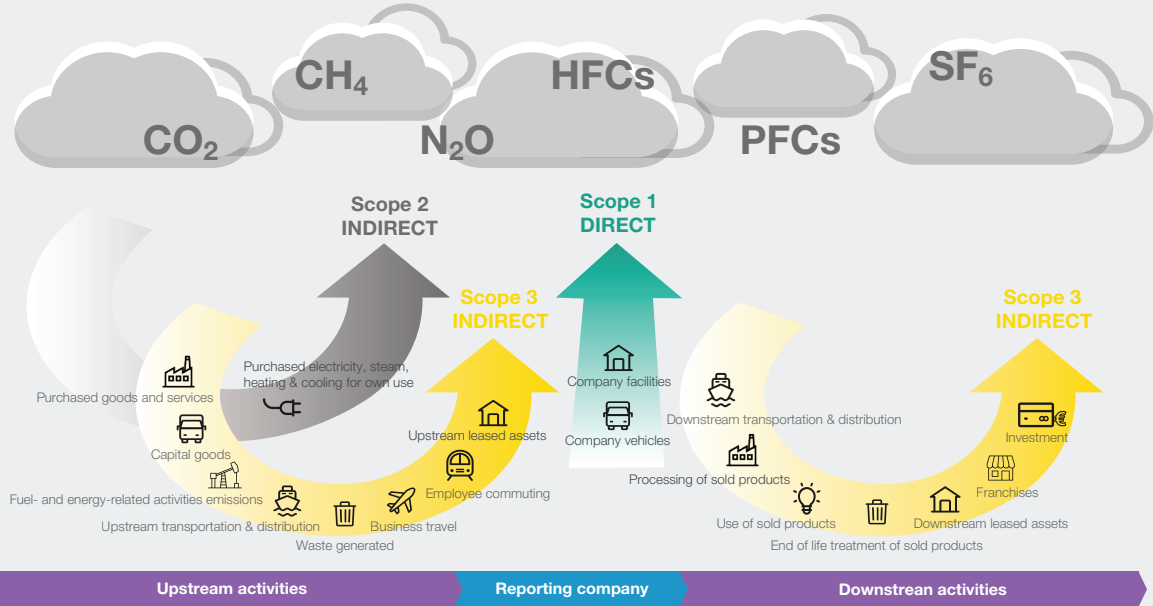 CO₂
CH₄
N₂O
HFCs
PFCs
SF₆
Scope 2
INDIRECT
Scope 1
DIRECT
Scope 3
INDIRECT
Scope 3
INDIRECT
Purchased electricity, steam,
heating & cooling for own use
Purchased goods and services
Capital goods
Fuel- and energy-related activities emissions
Upstream transportation & distribution
Waste generated
Business travel
Employee commuting
Upstream leased assets
Company facilities
Company vehicles
Downstream transportation & distribution
Processing of sold products
Use of sold products
End of life treatment of sold products
Downstream leased assets
Franchises
Investment
Upstream activities
Reporting company
Downstrean activities